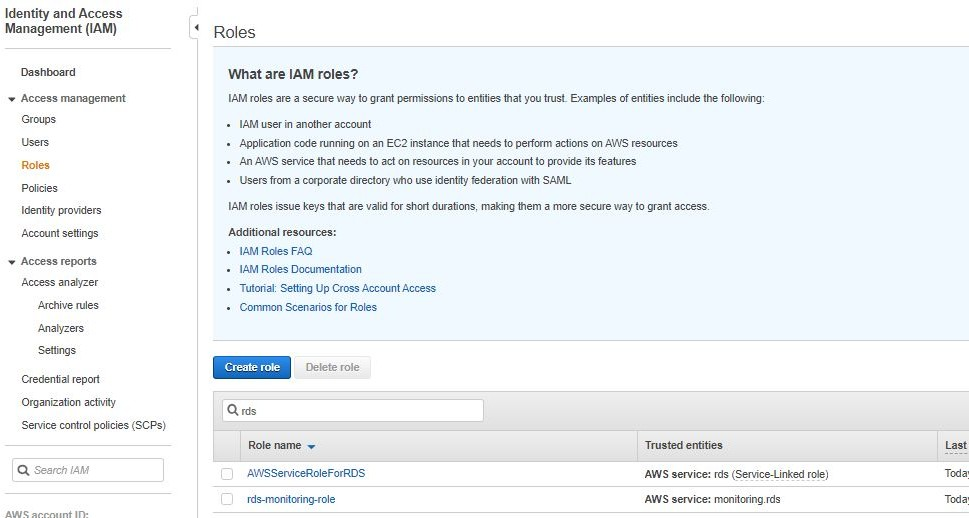 Identity and Access
Management (IAM)
Dashboard
Access management
Groups
Users
Roles
Policies
Identity providers
Account settings
Access reports
Access analyzer
Archive rules
Analyzers
Settings
Credential report
Organization activity
Service control policies (SCPs)
Search IAM
AWS account ID:
Roles
What are IAM roles?
IAM roles are a secure way to grant permissions to entities that you trust. Examples of entities include the following:
• IAM user in another account
• Application code running on an EC2 instance that needs to perform actions on AWS resources
• An AWS service that needs to act on resources in your account to provide its features
• Users from a corporate directory who use identity federation with SAML
IAM roles issue keys that are valid for short durations, making them a more secure way to grant access.
Additional resources:
• IAM Roles FAQ
• IAM Roles Documentation
• Tutorial: Setting Up Cross Account Access
• Common Scenarios for Roles
Create role Delete role
rds
Role name Trusted entities Last
AWSServiceRoleForRDS AWS service: rds (Service-Linked role) Toda
rds-monitoring-role AWS service: monitoring.rds Toda